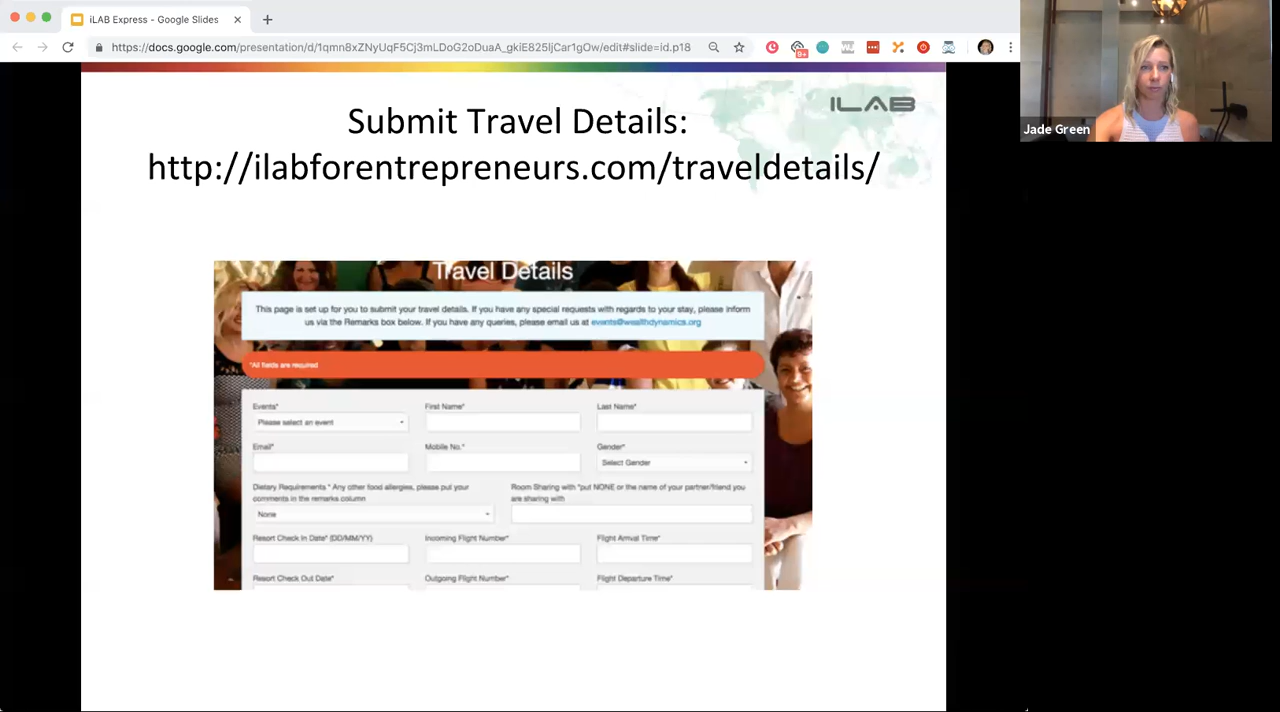 iLAB Express - Google Slides
https://docs.google.com/presentation/d/1qmn8xZNyUqF5Cj3mLDoG2oDuaA_gkiE825IjCar1gOw/edit#slide=id.p18
9+
Jade Green
ILAB
Submit Travel Details:
http://ilabforentrepreneurs.com/traveldetails/
Travel Details
This page is set up for you to submit your travel details. If you have any special requests with regards to your stay, please inform
us via the Remarks box below. If you have any queries, please email us at events@wealthdynamics.org
*All fields are required
Events* First Name* Last Name*
Please select an event
Email* Mobile No.* Gender*
Select Gender
Dietary Requirements * Any other food allergies, please put your
comments in the remarks column
Room Sharing with *put NONE or the name of your partner/friend you
are sharing with
None
Resort Check In Date* (DD/MM/YY) Incoming Flight Number* Flight Arrival Time*
Resort Check Out Date* Outgoing Flight Number* Flight Departure Time*